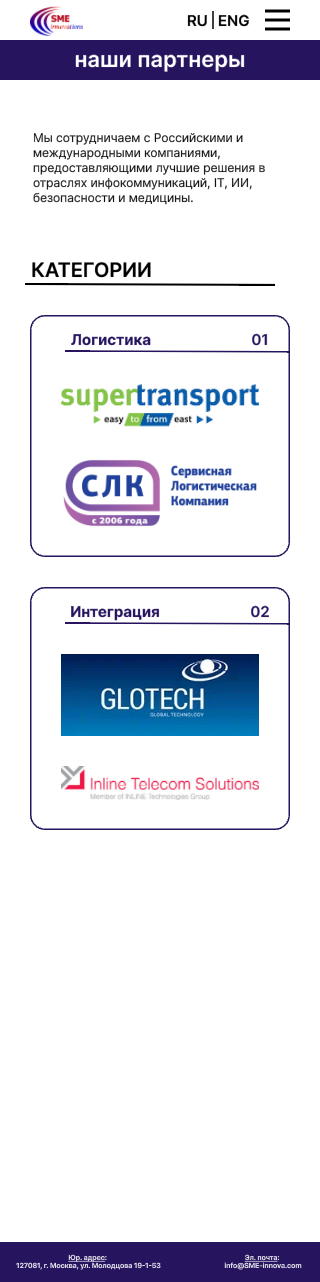 SME
Innovations
RU | ENG
наши партнеры
Мы сотрудничаем с Российскими и
международными компаниями,
предоставляющими лучшие решения в
отраслях инфокоммуникаций, IT, ИИ,
безопасности и медицины.
КАТЕГОРИИ
Логистика 01
supertransport
easy to from east
СЛК
с 2006 года
Сервисная
Логистическая
Компания
Интеграция 02
GLOTECH
GLOBAL TECHNOLOGY
Inline Telecom Solutions
Member of INLINE Technologies Group
Юр. адрес:
127081, г. Москва, ул. Молодцова 19-1-53
Эл. почта:
info@SME-innova.com